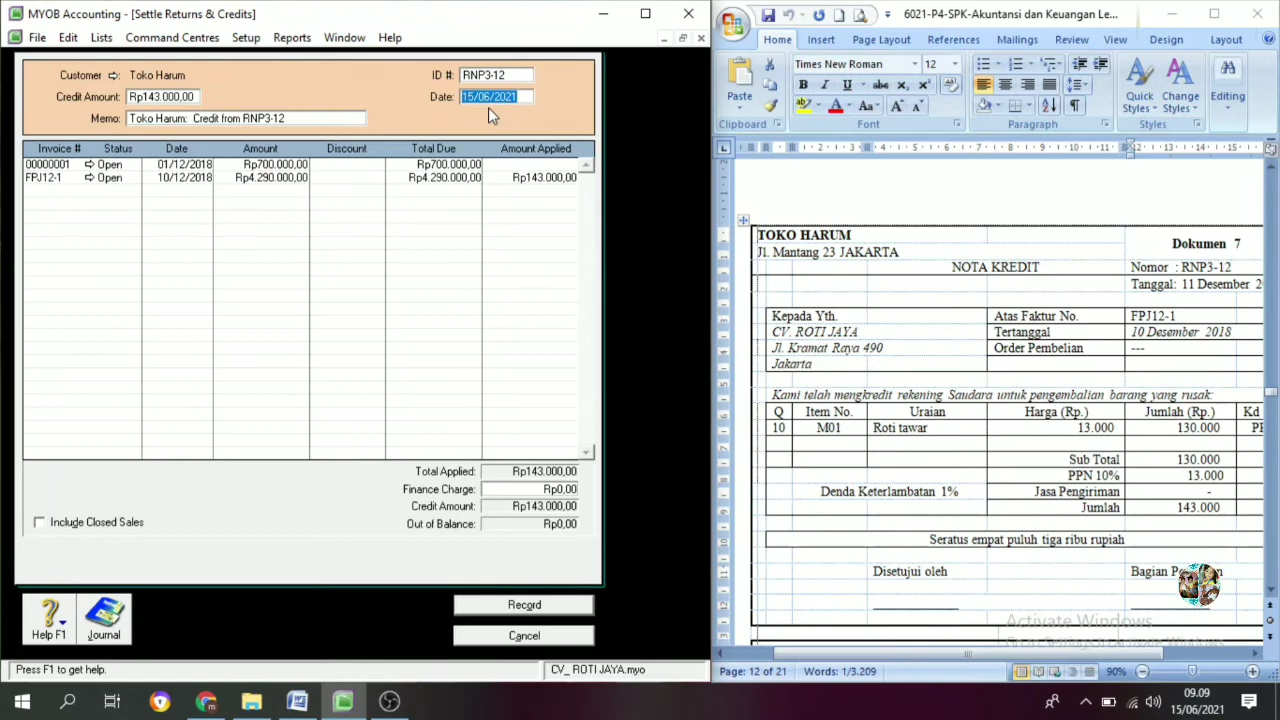 MYOB Accounting - [Settle Returns & Credits]
File Edit Lists Command Centres Setup Reports Window Help
Customer Toko Harum
ID #: RNP3-12
Credit Amount: Rp143.000,00
Date: 15/06/2021
Memo: Toko Harum: Credit from RNP3-12
Invoice # Status Date Amount Discount Total Due Amount Applied
00000001 Open 01/12/2018 Rp700.000,00 Rp700.000,00
FPJ12-1 Open 10/12/2018 Rp4.290.000,00 Rp4.290.000,00 Rp143.000,00
Total Applied: Rp143.000,00
Finance Charge: Rp0,00
Credit Amount: Rp143.000,00
Out of Balance: Rp0,00
Include Closed Sales
Record
Cancel
Help F1
Journal
Press F1 to get help.
CV_ ROTI JAYA.myo
6021-P4-SPK-Akuntansi dan Keuangan Le...
Home Insert Page Layout References Mailings Review View Design Layout
Times New Roman 12
Paste
Quick Styles
Change Styles
Editing
Clipboard Font Paragraph Styles
TOKO HARUM
Dokumen 7
Jl. Mantang 23 JAKARTA
NOTA KREDIT
Nomor : RNP3-12
Tanggal: 11 Desember 20
Kepada Yth. Atas Faktur No. FPJ12-1
CV. ROTI JAYA Tertanggal 10 Desember 2018
Jl. Kramat Raya 490 Order Pembelian ---
Jakarta
Kami telah mengkredit rekening Saudara untuk pengembalian barang yang rusak:
Q Item No. Uraian Harga (Rp.) Jumlah (Rp.) Kd
10 M01 Roti tawar 13.000 130.000
Sub Total 130.000
PPN 10% 13.000
Denda Keterlambatan 1% Jasa Pengiriman -
Jumlah 143.000
Seratus empat puluh tiga ribu rupiah
Disetujui oleh
Bagian
Activate Windows
Page: 12 of 21 Words: 1/3.209 90%
09.09
15/06/2021